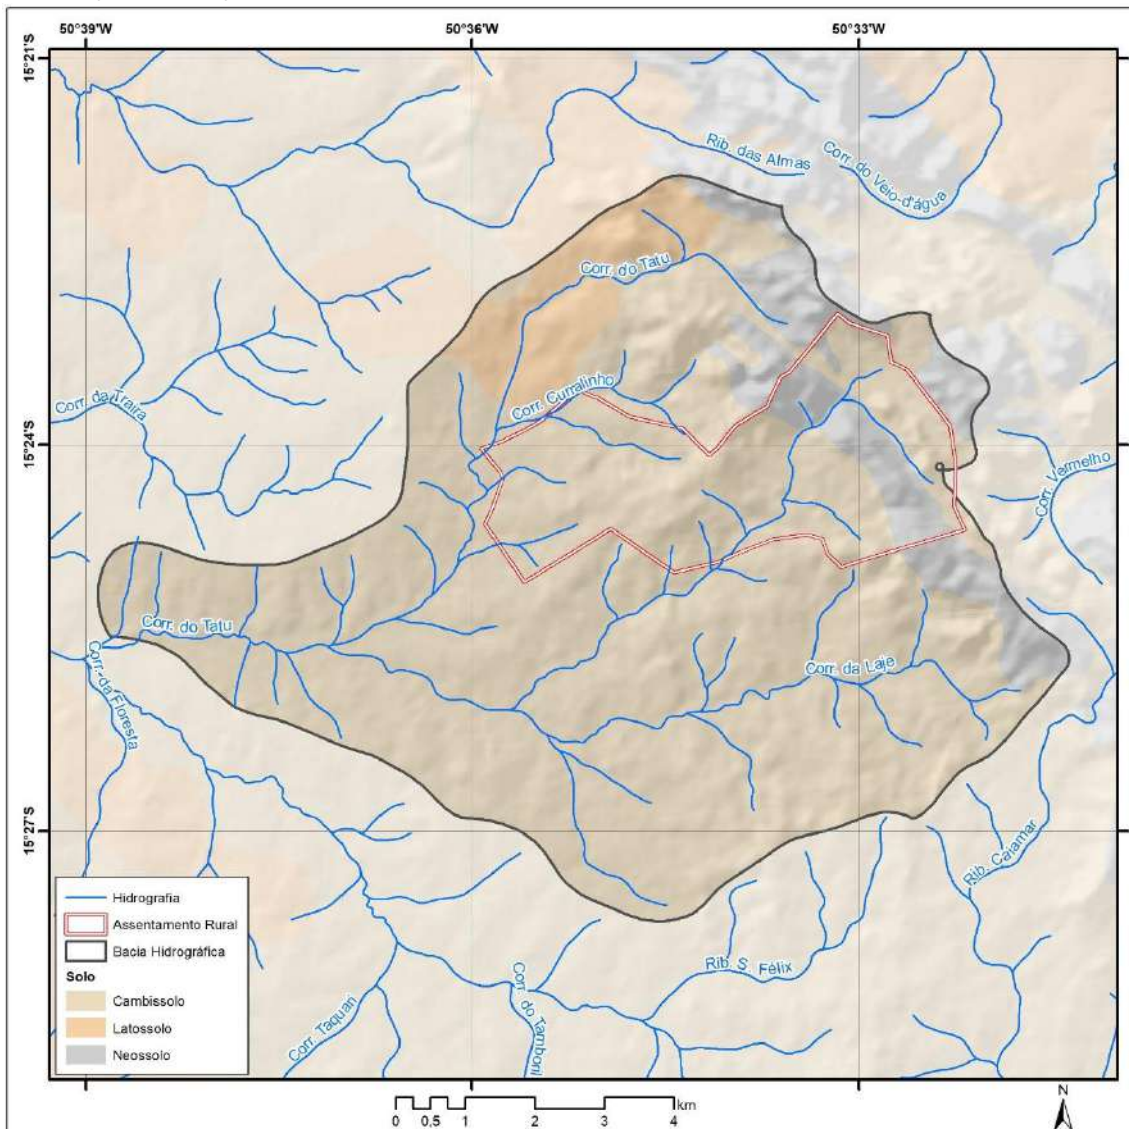 50°39'W
50°36'W
50°33'W
15°21'S
Rib. das Almas
Corr. do Veio-d'água
Corr. do Tatu
Corr. da Traíra
Corr. Curralinho
15°24'S
Corr. Vermelho
Corr. do Tatu
Corr. da Floresta
Corr. da Laje
15°27'S
Rib. Caiamar
Rib. S. Félix
Corr. Taquari
Corr. do Tamboril
Hidrografia
Assentamento Rural
Bacia Hidrográfica
Solo
Cambissolo
Latossolo
Neossolo
0 0,5 1 2 3 4 km
N